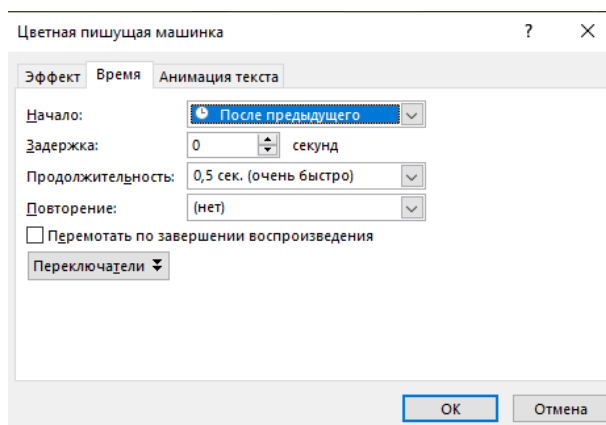 Цветная пишущая машинка ?
Эффект Время Анимация текста
Начало: После предыдущего
Задержка: 0 секунд
Продолжительность: 0,5 сек. (очень быстро)
Повторение: (нет)
Перемотать по завершении воспроизведения
Переключатели
ОК Отмена